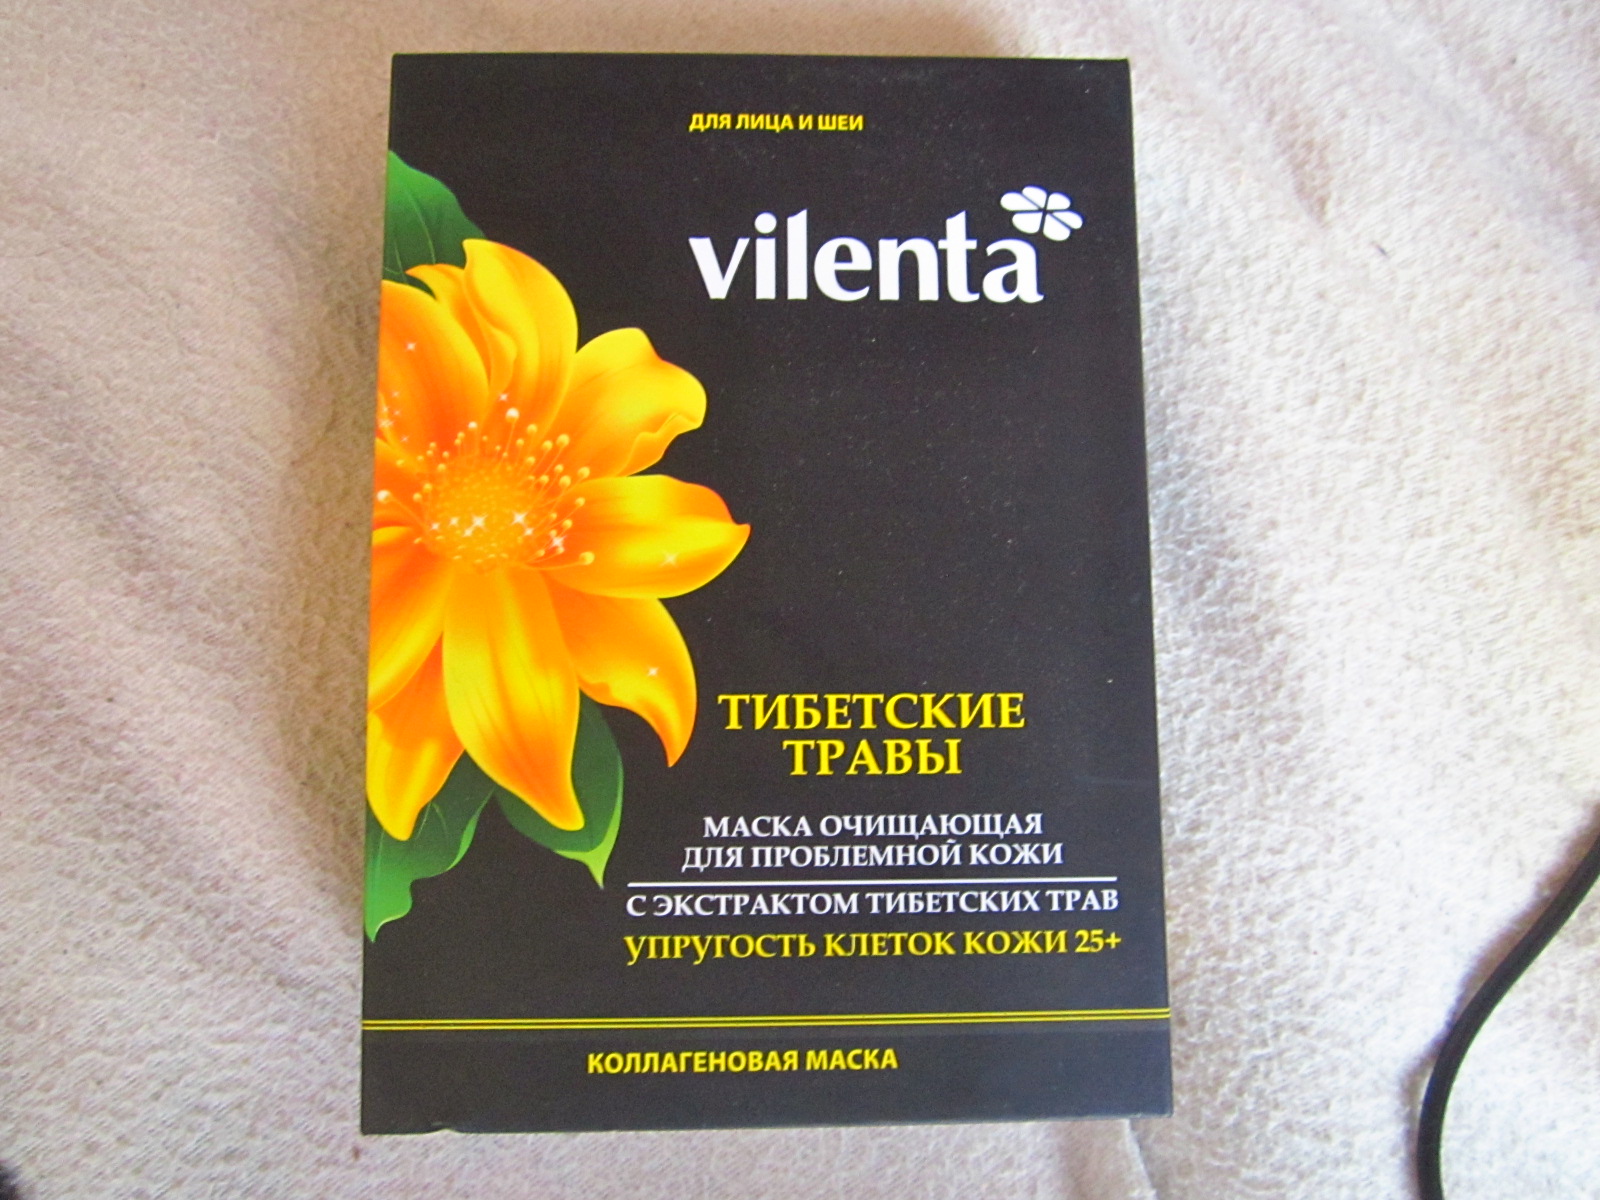 ДЛЯ ЛИЦА И ШЕИ
vilenta
ТИБЕТСКИЕ
ТРАВЫ
МАСКА ОЧИЩАЮЩАЯ
ДЛЯ ПРОБЛЕМНОЙ КОЖИ
С ЭКСТРАКТОМ ТИБЕТСКИХ ТРАВ
УПРУГОСТЬ КЛЕТОК КОЖИ 25+
КОЛЛАГЕНОВАЯ МАСКА